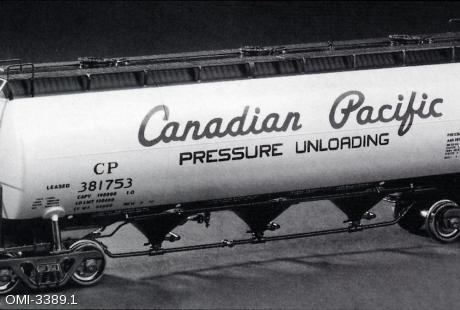 Canadian Pacific
PRESSURE UNLOADING
CP
LEASED 381753
OMI-3389.1